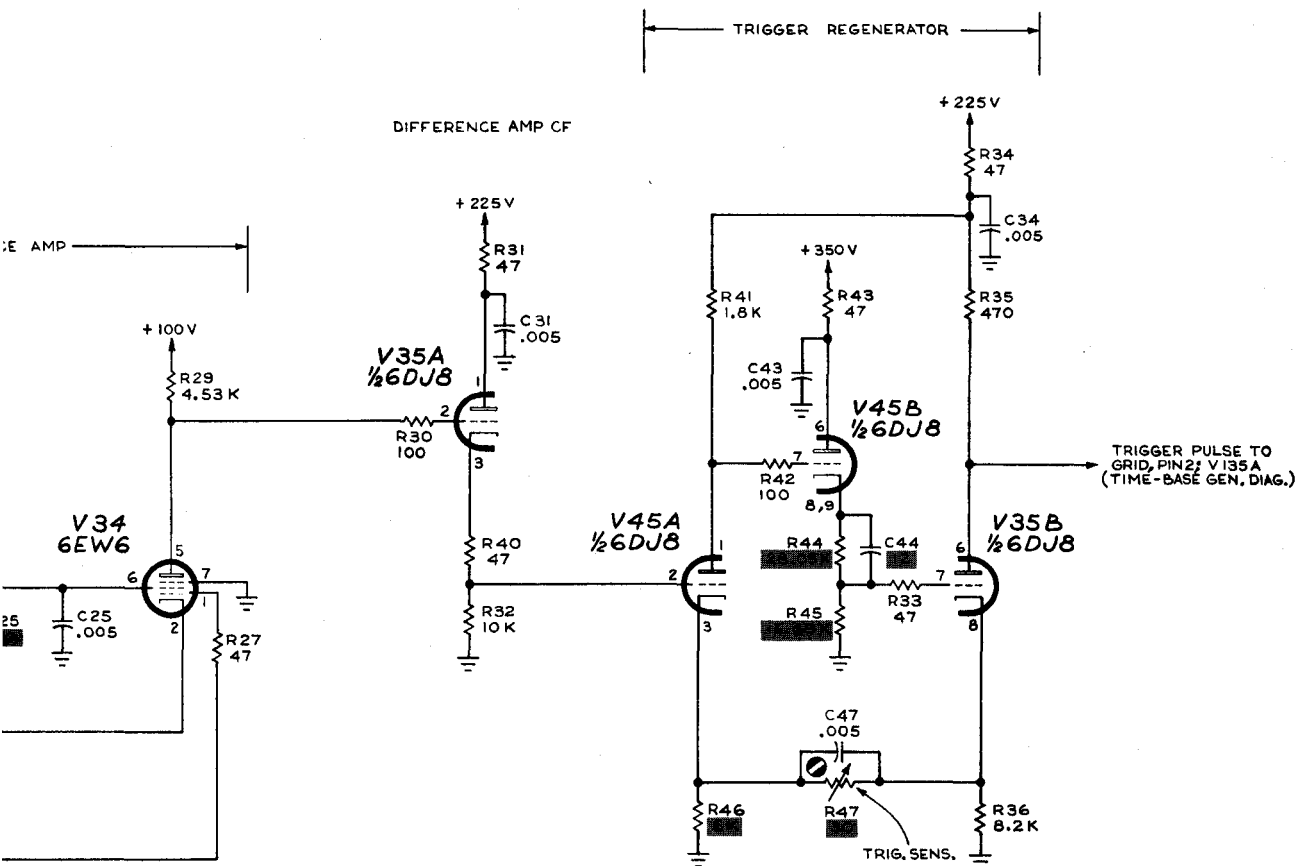 TRIGGER REGENERATOR
+225V
DIFFERENCE AMP CF
R34
47
C34
.005
+225V
AMP
R31
47
+350V
R41
1.8K
R43
47
R35
470
C31
.005
+100V
V35A
½6DJ8
C43
.005
R29
4.53K
1
2
R30
100
3
V45B
½6DJ8
6
7
R42
100
8,9
TRIGGER PULSE TO
GRID, PIN2, V135A
(TIME-BASE GEN. DIAG.)
V34
6EW6
V45A
½6DJ8
V35B
½6DJ8
5
6
7
1
2
R40
47
1
2
3
R44
C44
6
7
8
R33
47
25
C25
.005
R27
47
R32
10K
R45
C47
.005
R46
R47
R36
8.2K
TRIG. SENS.